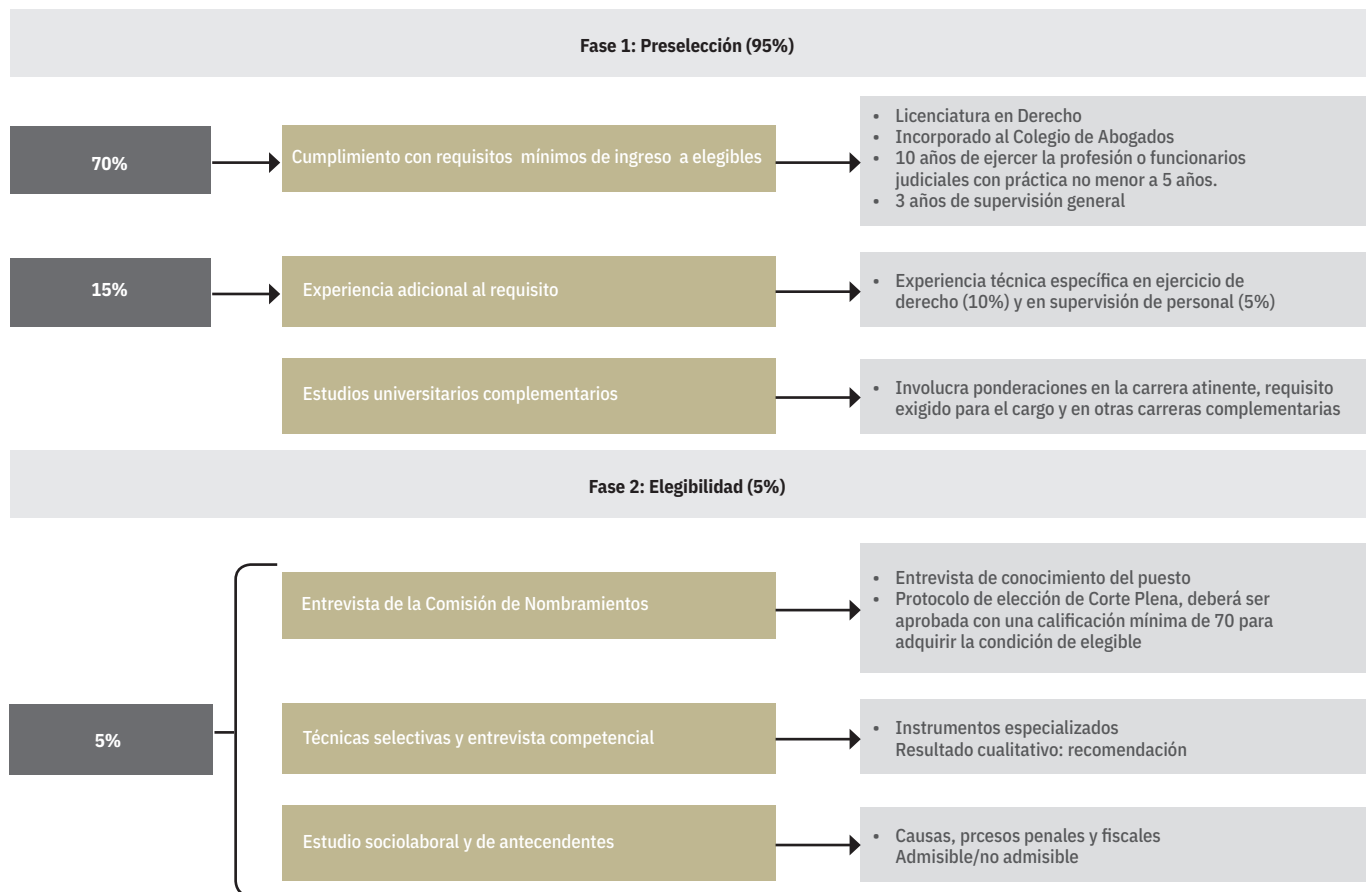 Fase 1: Preselección (95%)
70%
Cumplimiento con requisitos mínimos de ingreso a elegibles
• Licenciatura en Derecho
• Incorporado al Colegio de Abogados
• 10 años de ejercer la profesión o funcionarios
judiciales con práctica no menor a 5 años.
• 3 años de supervisión general
15%
Experiencia adicional al requisito
• Experiencia técnica específica en ejercicio de
derecho (10%) y en supervisión de personal (5%)
Estudios universitarios complementarios
• Involucra ponderaciones en la carrera atinente, requisito
exigido para el cargo y en otras carreras complementarias
Fase 2: Elegibilidad (5%)
5%
Entrevista de la Comisión de Nombramientos
• Entrevista de conocimiento del puesto
• Protocolo de elección de Corte Plena, deberá ser
aprobada con una calificación mínima de 70 para
adquirir la condición de elegible
Técnicas selectivas y entrevista competencial
• Instrumentos especializados
Resultado cualitativo: recomendación
Estudio sociolaboral y de antecendentes
• Causas, prcesos penales y fiscales
Admisible/no admisible